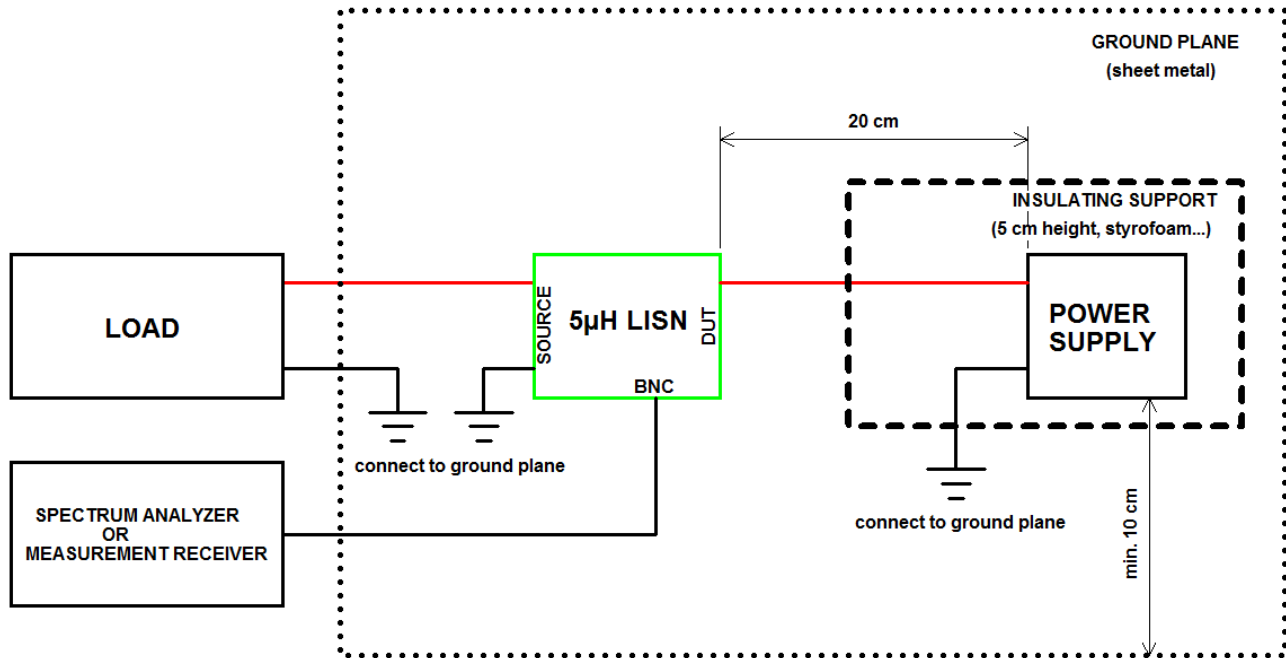 GROUND PLANE
(sheet metal)
20 cm
INSULATING SUPPORT
(5 cm height, styrofoam...)
LOAD
SOURCE
5µH LISN
DUT
BNC
POWER
SUPPLY
connect to ground plane
connect to ground plane
min. 10 cm
SPECTRUM ANALYZER
OR
MEASUREMENT RECEIVER